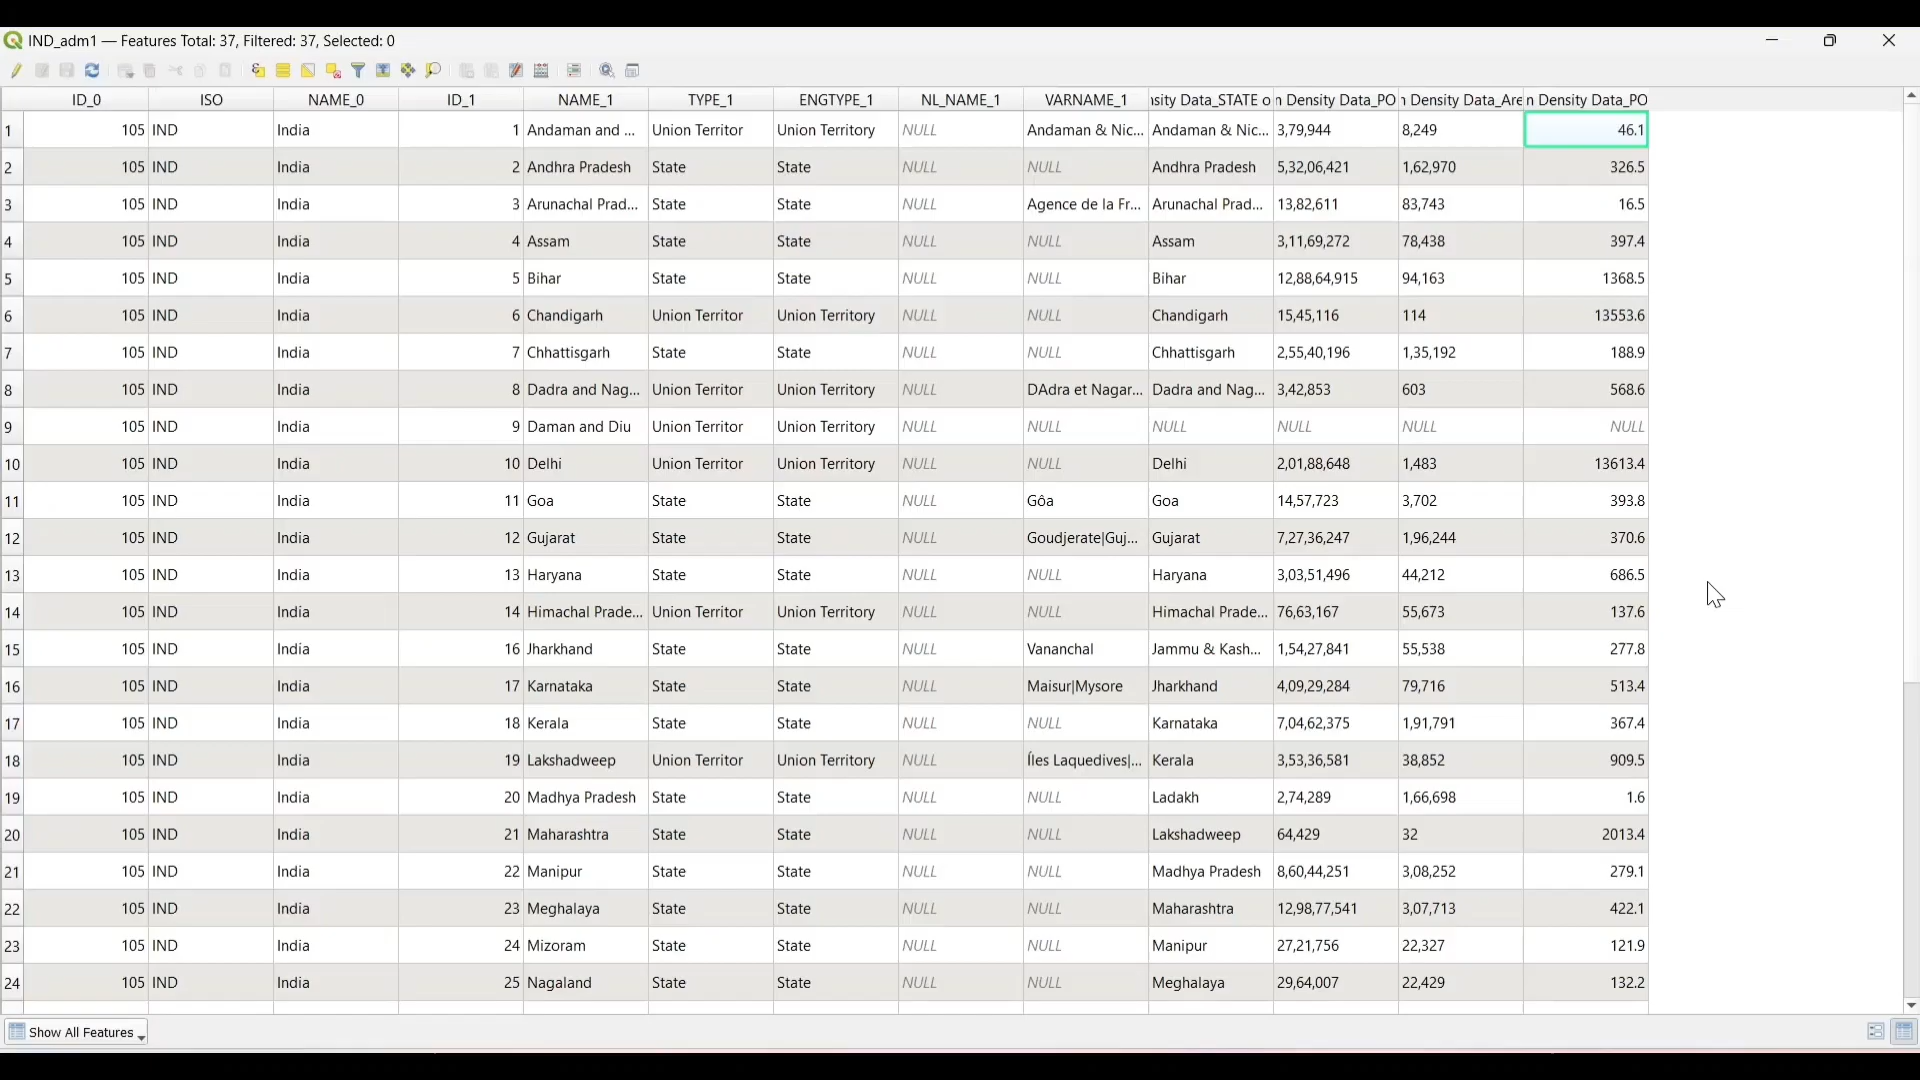 IND_adm1 — Features Total: 37, Filtered: 37, Selected: 0
ID_0 ISO NAME_0 ID_1 NAME_1 TYPE_1 ENGTYPE_1 NL_NAME_1 VARNAME_1 sity Data_STATE o n Density Data_PO n Density Data_Are n Density Data_PO
1 105 IND India 1 Andaman and ... Union Territor Union Territory NULL Andaman & Nic... Andaman & Nic... 3,79,944 8,249 46.1
2 105 IND India 2 Andhra Pradesh State State NULL NULL Andhra Pradesh 5,32,06,421 1,62,970 326.5
3 105 IND India 3 Arunachal Prad... State State NULL Agence de la Fr... Arunachal Prad... 13,82,611 83,743 16.5
4 105 IND India 4 Assam State State NULL NULL Assam 3,11,69,272 78,438 397.4
5 105 IND India 5 Bihar State State NULL NULL Bihar 12,88,64,915 94,163 1368.5
6 105 IND India 6 Chandigarh Union Territor Union Territory NULL NULL Chandigarh 15,45,116 114 13553.6
7 105 IND India 7 Chhattisgarh State State NULL NULL Chhattisgarh 2,55,40,196 1,35,192 188.9
8 105 IND India 8 Dadra and Nag... Union Territor Union Territory NULL DAdra et Nagar... Dadra and Nag... 3,42,853 603 568.6
9 105 IND India 9 Daman and Diu Union Territor Union Territory NULL NULL NULL NULL NULL NULL
10 105 IND India 10 Delhi Union Territor Union Territory NULL NULL Delhi 2,01,88,648 1,483 13613.4
11 105 IND India 11 Goa State State NULL Gôa Goa 14,57,723 3,702 393.8
12 105 IND India 12 Gujarat State State NULL Goudjerate|Guj... Gujarat 7,27,36,247 1,96,244 370.6
13 105 IND India 13 Haryana State State NULL NULL Haryana 3,03,51,496 44,212 686.5
14 105 IND India 14 Himachal Prade... Union Territor Union Territory NULL NULL Himachal Prade... 76,63,167 55,673 137.6
15 105 IND India 16 Jharkhand State State NULL Vananchal Jammu & Kash... 1,54,27,841 55,538 277.8
16 105 IND India 17 Karnataka State State NULL Maisur|Mysore Jharkhand 4,09,29,284 79,716 513.4
17 105 IND India 18 Kerala State State NULL NULL Karnataka 7,04,62,375 1,91,791 367.4
18 105 IND India 19 Lakshadweep Union Territor Union Territory NULL Íles Laquedives|... Kerala 3,53,36,581 38,852 909.5
19 105 IND India 20 Madhya Pradesh State State NULL NULL Ladakh 2,74,289 1,66,698 1.6
20 105 IND India 21 Maharashtra State State NULL NULL Lakshadweep 64,429 32 2013.4
21 105 IND India 22 Manipur State State NULL NULL Madhya Pradesh 8,60,44,251 3,08,252 279.1
22 105 IND India 23 Meghalaya State State NULL NULL Maharashtra 12,98,77,541 3,07,713 422.1
23 105 IND India 24 Mizoram State State NULL NULL Manipur 27,21,756 22,327 121.9
24 105 IND India 25 Nagaland State State NULL NULL Meghalaya 29,64,007 22,429 132.2
Show All Features